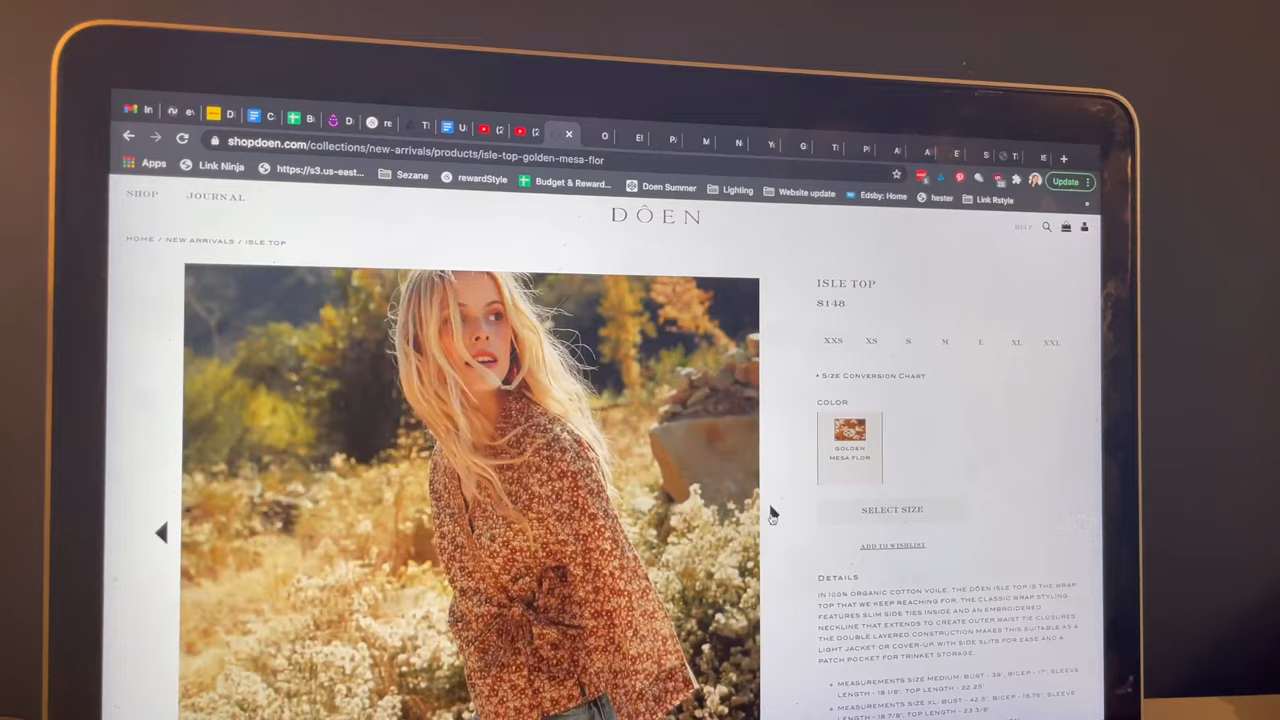 In
D
C
B
D
re
T
U
(2
(2
O
El
P
M
N
Y
G
T
P
A
A
E
S
Ti
shopdoen.com/collections/new-arrivals/products/isle-top-golden-mesa-flor
Update
Apps
Link Ninja
https://s3.us-east...
Sezane
rewardStyle
Budget & Reward...
Doen Summer
Lighting
Website update
Edsby: Home
hester
Link Rstyle
»
SHOP
JOURNAL
DÔEN
HELP
HOME / NEW ARRIVALS / ISLE TOP
ISLE TOP
$148
XXS XS S M L XL XXL
+ SIZE CONVERSION CHART
COLOR
GOLDEN
MESA FLOR
SELECT SIZE
ADD TO WISHLIST
DETAILS
IN 100% ORGANIC COTTON VOILE, THE DÔEN ISLE TOP IS THE WRAP
TOP THAT WE KEEP REACHING FOR. THE CLASSIC WRAP STYLING
FEATURES SLIM SIDE TIES INSIDE AND AN EMBROIDERED
NECKLINE THAT EXTENDS TO CREATE OUTER WAIST TIE CLOSURES
THE DOUBLE LAYERED CONSTRUCTION MAKES THIS SUITABLE AS A
LIGHT JACKET OR COVER-UP, WITH SIDE SLITS FOR EASE AND A
PATCH POCKET FOR TRINKET STORAGE.
MEASUREMENTS SIZE MEDIUM: BUST - 38", BICEP - 17", SLEEVE
LENGTH - 18 1/8", TOP LENGTH - 22.25"
MEASUREMENTS SIZE XL: BUST - 42.5", BICEP - 18.75", SLEEVE
LENGTH - 18 7/8", TOP LENGTH - 23 3/8"